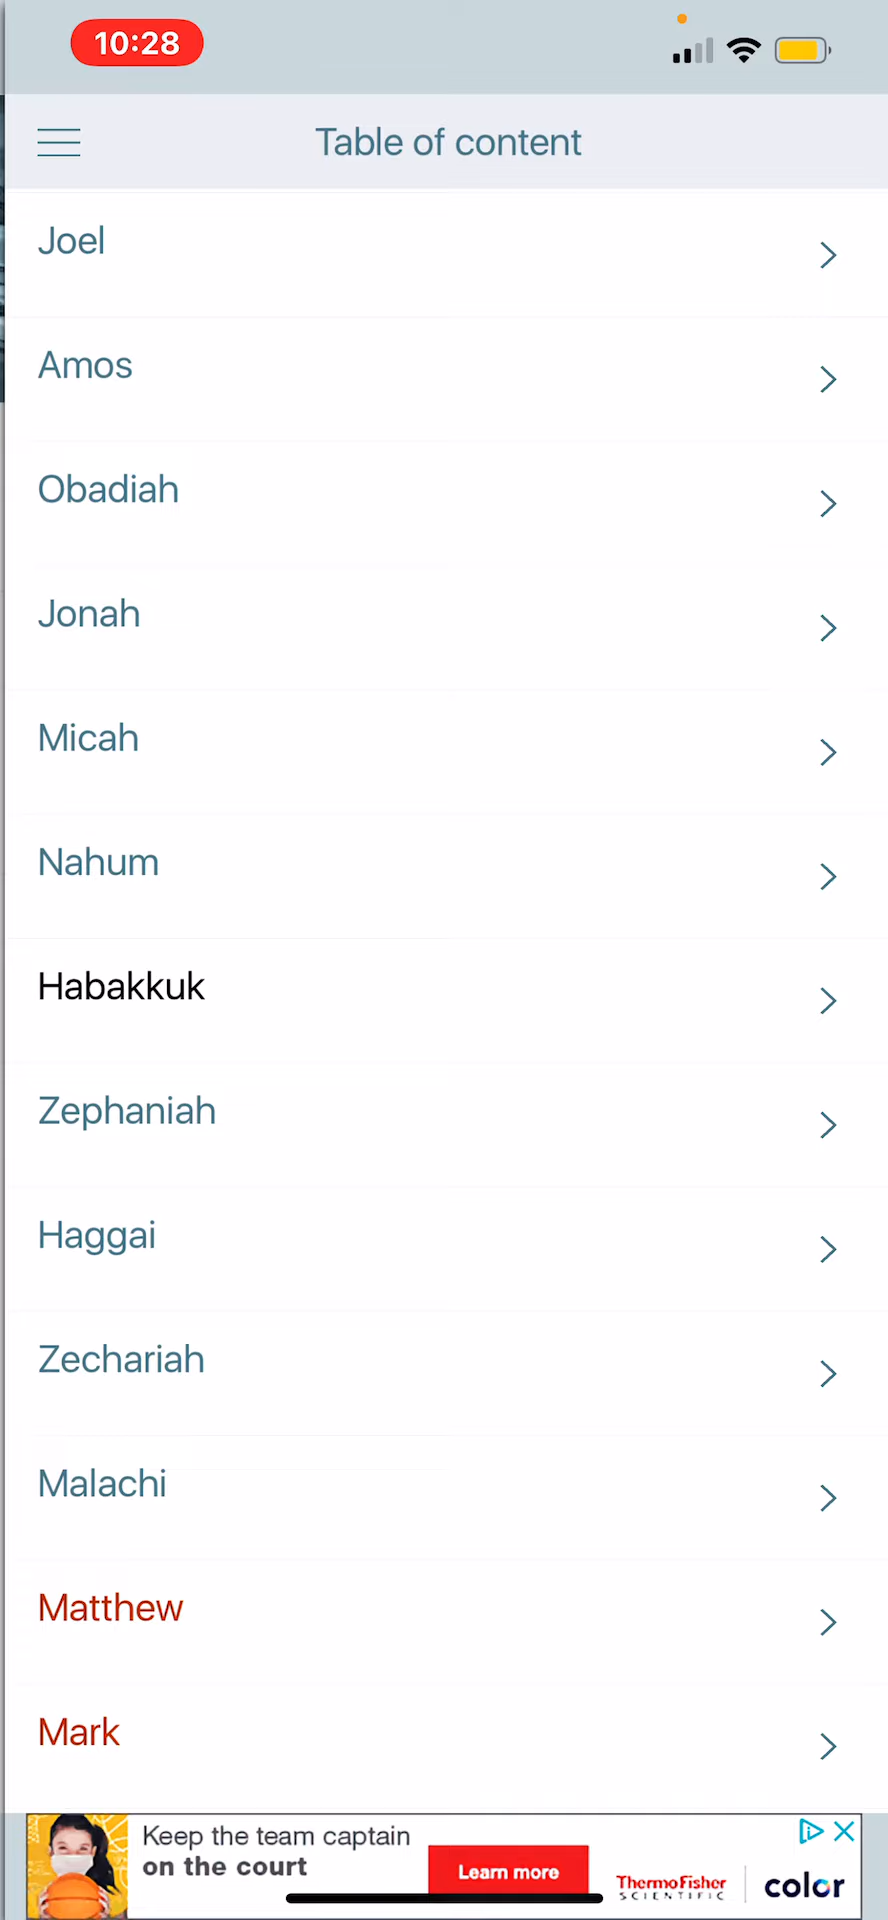 10:28
Table of content
Joel
Amos
Obadiah
Jonah
Micah
Nahum
Habakkuk
Zephaniah
Haggai
Zechariah
Malachi
Matthew
Mark
Keep the team captain
on the court
Learn more
ThermoFisher
SCIENTIFIC
color